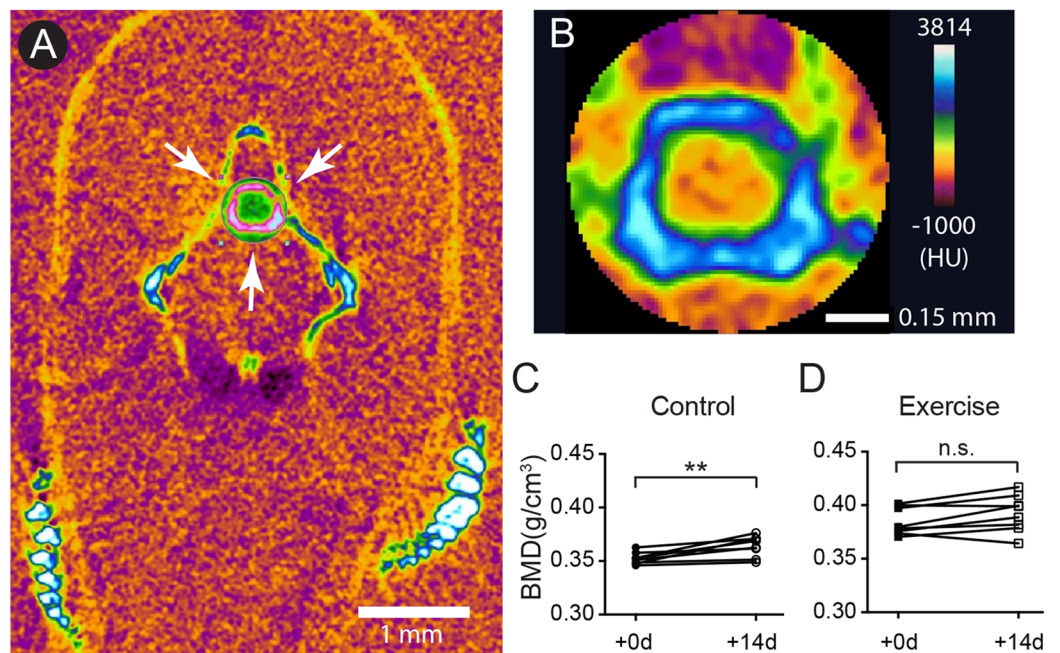 A
1 mm
B
3814
-1000
(HU)
0.15 mm
C
Control
BMD(g/cm³)
0.45
0.40
0.35
0.30
**
+0d
+14d
D
Exercise
0.45
0.40
0.35
0.30
n.s.
+0d
+14d